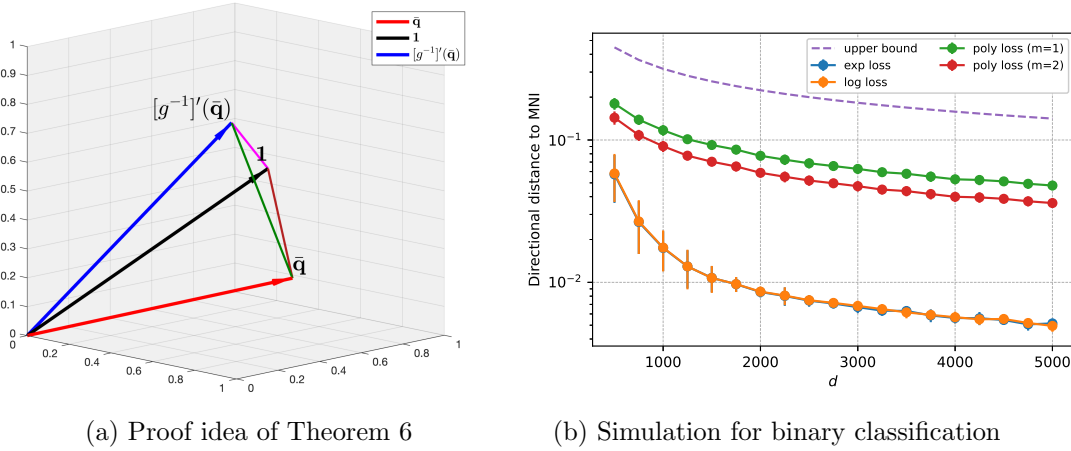 q̄
1
[g⁻¹]′(q̄)
1
0.9
0.8
0.7
0.6
0.5
0.4
0.3
0.2
0.1
0
0
0.2
0.4
0.6
0.8
1
0
0.2
0.4
0.6
0.8
1
[g⁻¹]′(q̄)
1
q̄
(a) Proof idea of Theorem 6
upper bound
exp loss
log loss
poly loss (m=1)
poly loss (m=2)
Directional distance to MNI
10⁻¹
10⁻²
1000 2000 3000 4000 5000
d
(b) Simulation for binary classification